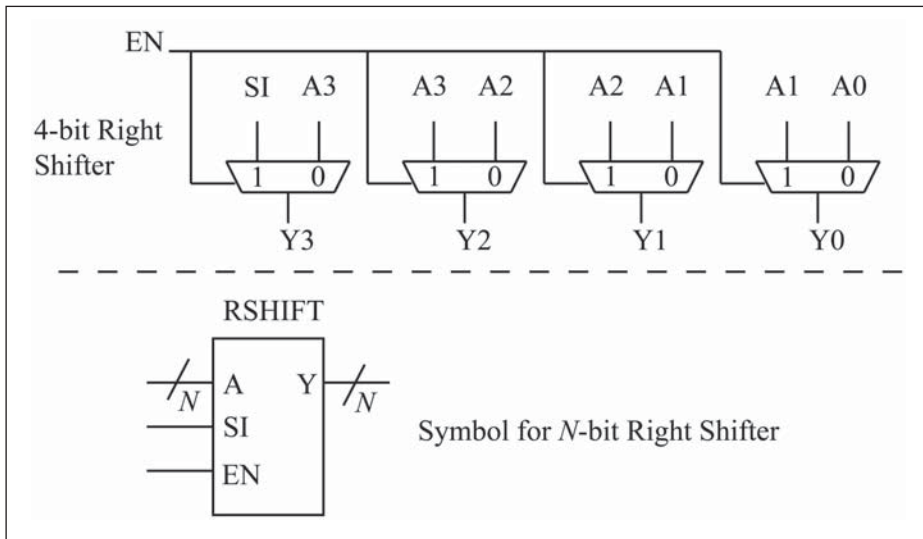 EN
SI A3 A3 A2 A2 A1 A1 A0
4-bit Right
Shifter
1 0 1 0 1 0 1 0
Y3 Y2 Y1 Y0
RSHIFT
A Y
N N
SI
Symbol for N-bit Right Shifter
EN